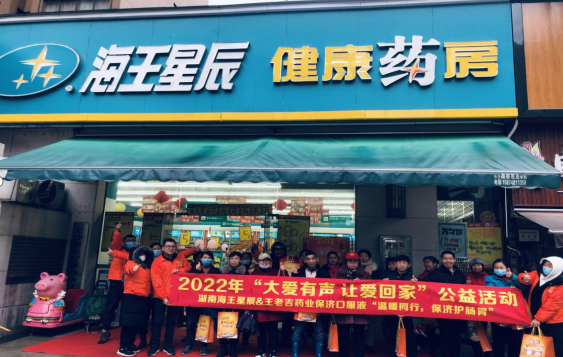 海王星辰 健康药房
2022年“大爱有声 让爱回家”公益活动
湖南海王星辰&王老吉药业保济口服液“温暖同行，保济护肠胃”